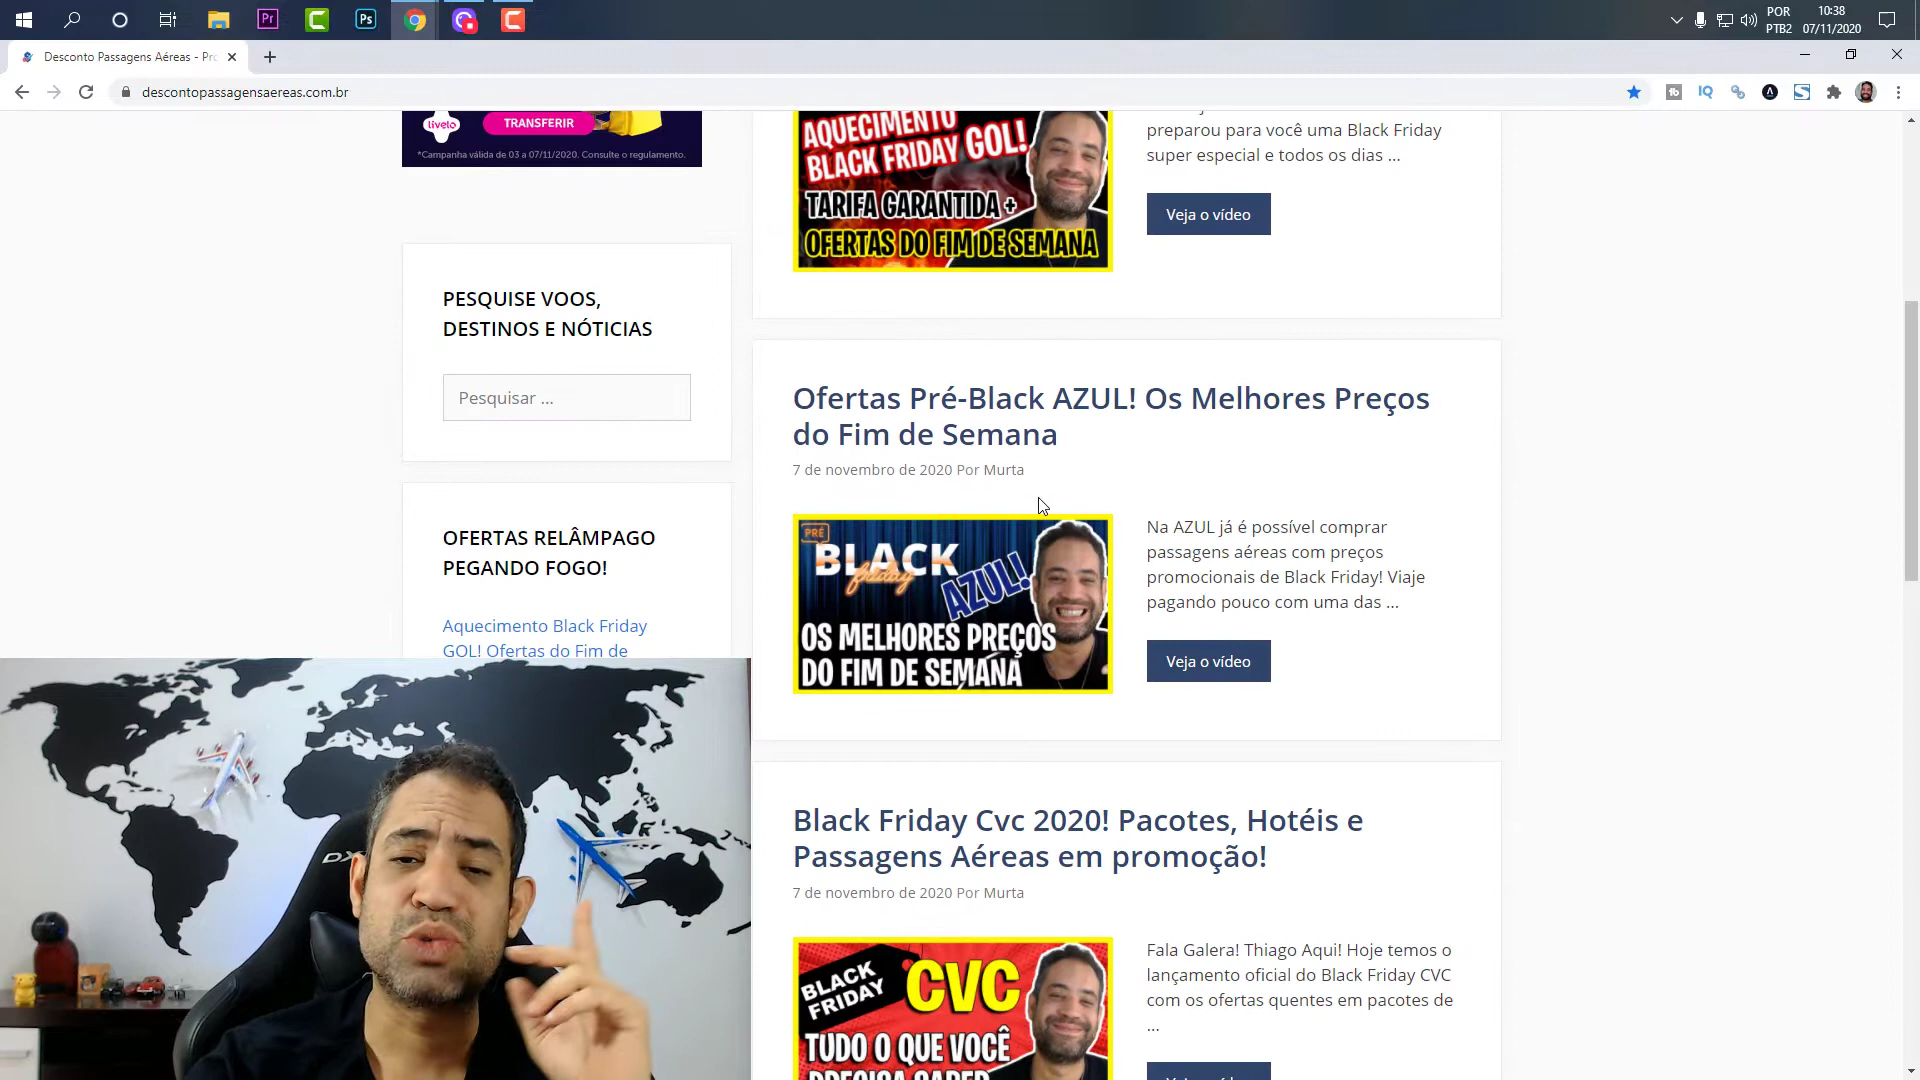 POR
PTB2
10:38
07/11/2020
Desconto Passagens Aéreas - Prc
descontopassagensaereas.com.br
livelo
TRANSFERIR
*Campanha válida de 03 a 07/11/2020. Consulte o regulamento.
PESQUISE VOOS,
DESTINOS E NÓTICIAS
Pesquisar ...
OFERTAS RELÂMPAGO
PEGANDO FOGO!
Aquecimento Black Friday
GOL! Ofertas do Fim de
AQUECIMENTO
BLACK FRIDAY GOL!
TARIFA GARANTIDA +
OFERTAS DO FIM DE SEMANA
preparou para você uma Black Friday
super especial e todos os dias ...
Veja o vídeo
Ofertas Pré-Black AZUL! Os Melhores Preços
do Fim de Semana
7 de novembro de 2020 Por Murta
PRÉ
BLACK
friday
AZUL!
OS MELHORES PREÇOS
DO FIM DE SEMANA
Na AZUL já é possível comprar
passagens aéreas com preços
promocionais de Black Friday! Viaje
pagando pouco com uma das ...
Veja o vídeo
Black Friday Cvc 2020! Pacotes, Hotéis e
Passagens Aéreas em promoção!
7 de novembro de 2020 Por Murta
BLACK
FRIDAY
CVC
TUDO O QUE VOCÊ
PRECISA SABER
Fala Galera! Thiago Aqui! Hoje temos o
lançamento oficial do Black Friday CVC
com os ofertas quentes em pacotes de
...
Veja o vídeo
DX